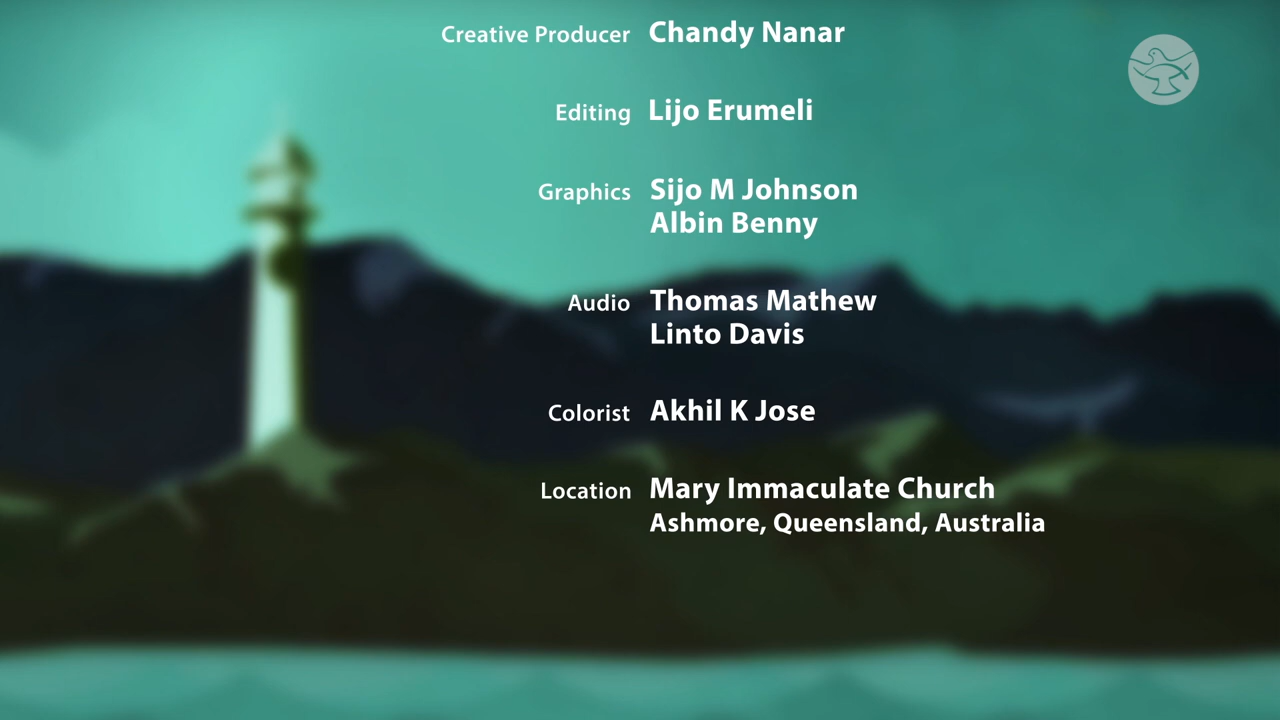 Creative Producer Chandy Nanar
Editing Lijo Erumeli
Graphics Sijo M Johnson
Albin Benny
Audio Thomas Mathew
Linto Davis
Colorist Akhil K Jose
Location Mary Immaculate Church
Ashmore, Queensland, Australia